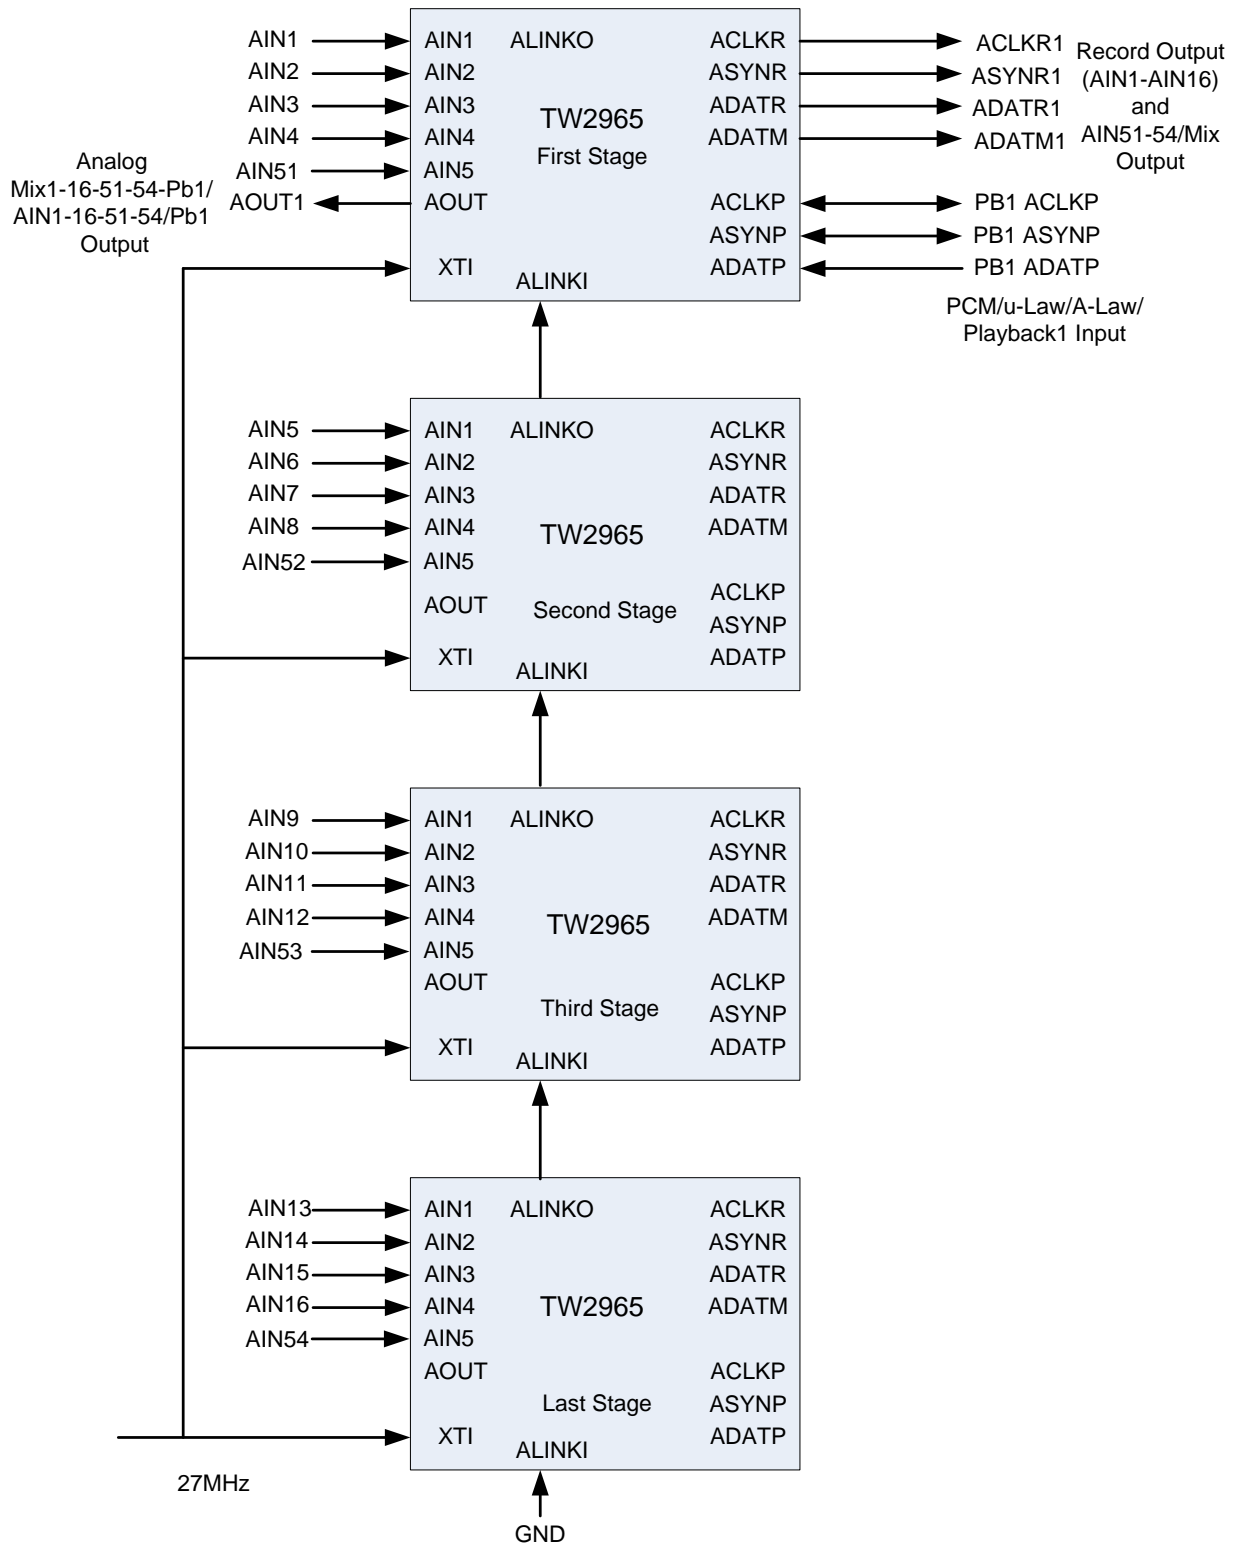 AIN1 AIN1 ALINKO ACLKR ACLKR1
AIN2 AIN2 ASYNR ASYNR1
AIN3 AIN3 ADATR ADATR1
AIN4 AIN4 ADATM ADATM1
Record Output
(AIN1-AIN16)
and
AIN51-54/Mix
Output
TW2965
First Stage
AIN51 AIN5
Analog
Mix1-16-51-54-Pb1/
AIN1-16-51-54/Pb1
Output
AOUT1 AOUT ACLKP PB1 ACLKP
ASYNP PB1 ASYNP
XTI ADATP PB1 ADATP
ALINKI
PCM/u-Law/A-Law/
Playback1 Input
AIN5 AIN1 ALINKO ACLKR
AIN6 AIN2 ASYNR
AIN7 AIN3 ADATR
AIN8 AIN4 ADATM
TW2965
AIN52 AIN5
ACLKP
AOUT Second Stage
ASYNP
XTI ADATP
ALINKI
AIN9 AIN1 ALINKO ACLKR
AIN10 AIN2 ASYNR
AIN11 AIN3 ADATR
AIN12 AIN4 ADATM
TW2965
AIN53 AIN5
AOUT ACLKP
Third Stage ASYNP
XTI ADATP
ALINKI
AIN13 AIN1 ALINKO ACLKR
AIN14 AIN2 ASYNR
AIN15 AIN3 ADATR
AIN16 AIN4 TW2965 ADATM
AIN54 AIN5
AOUT ACLKP
Last Stage ASYNP
XTI ADATP
ALINKI
27MHz
GND